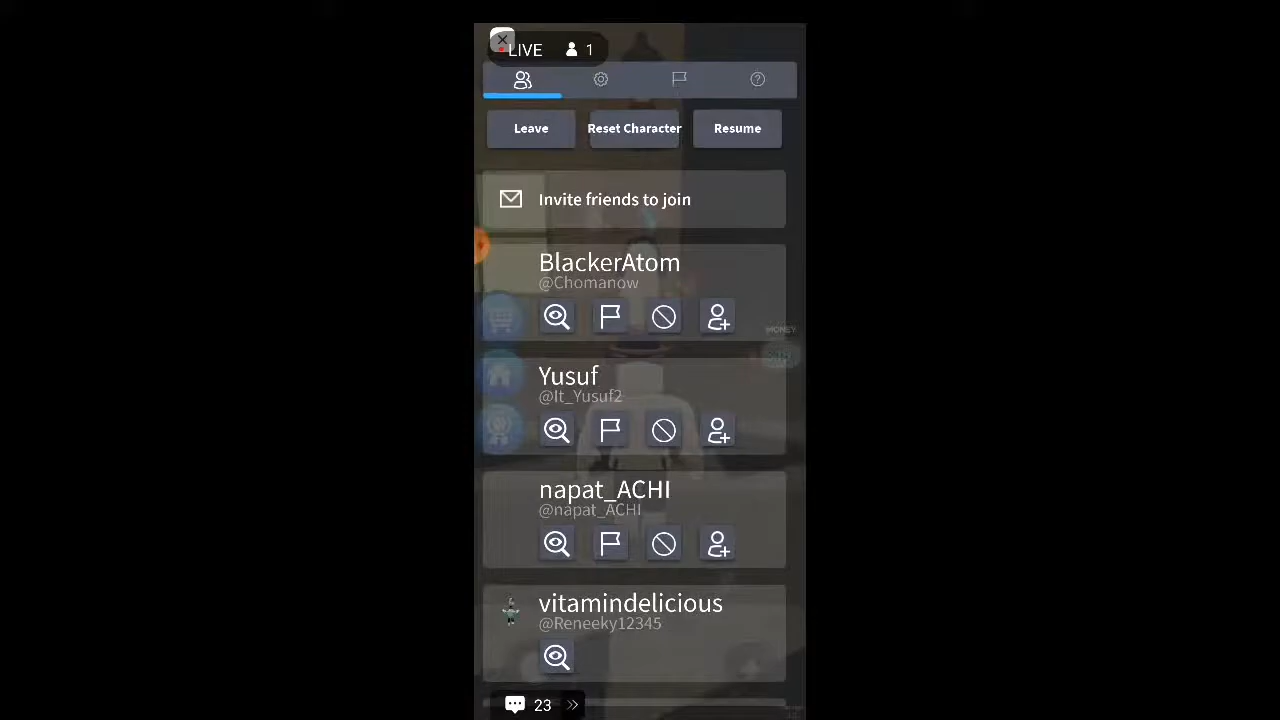 LIVE 1
Leave
Reset Character
Resume
Invite friends to join
BlackerAtom
@Chomanow
MONEY
Yusuf
@It_Yusuf2
napat_ACHI
@napat_ACHI
vitamindelicious
@Reneeky12345
23